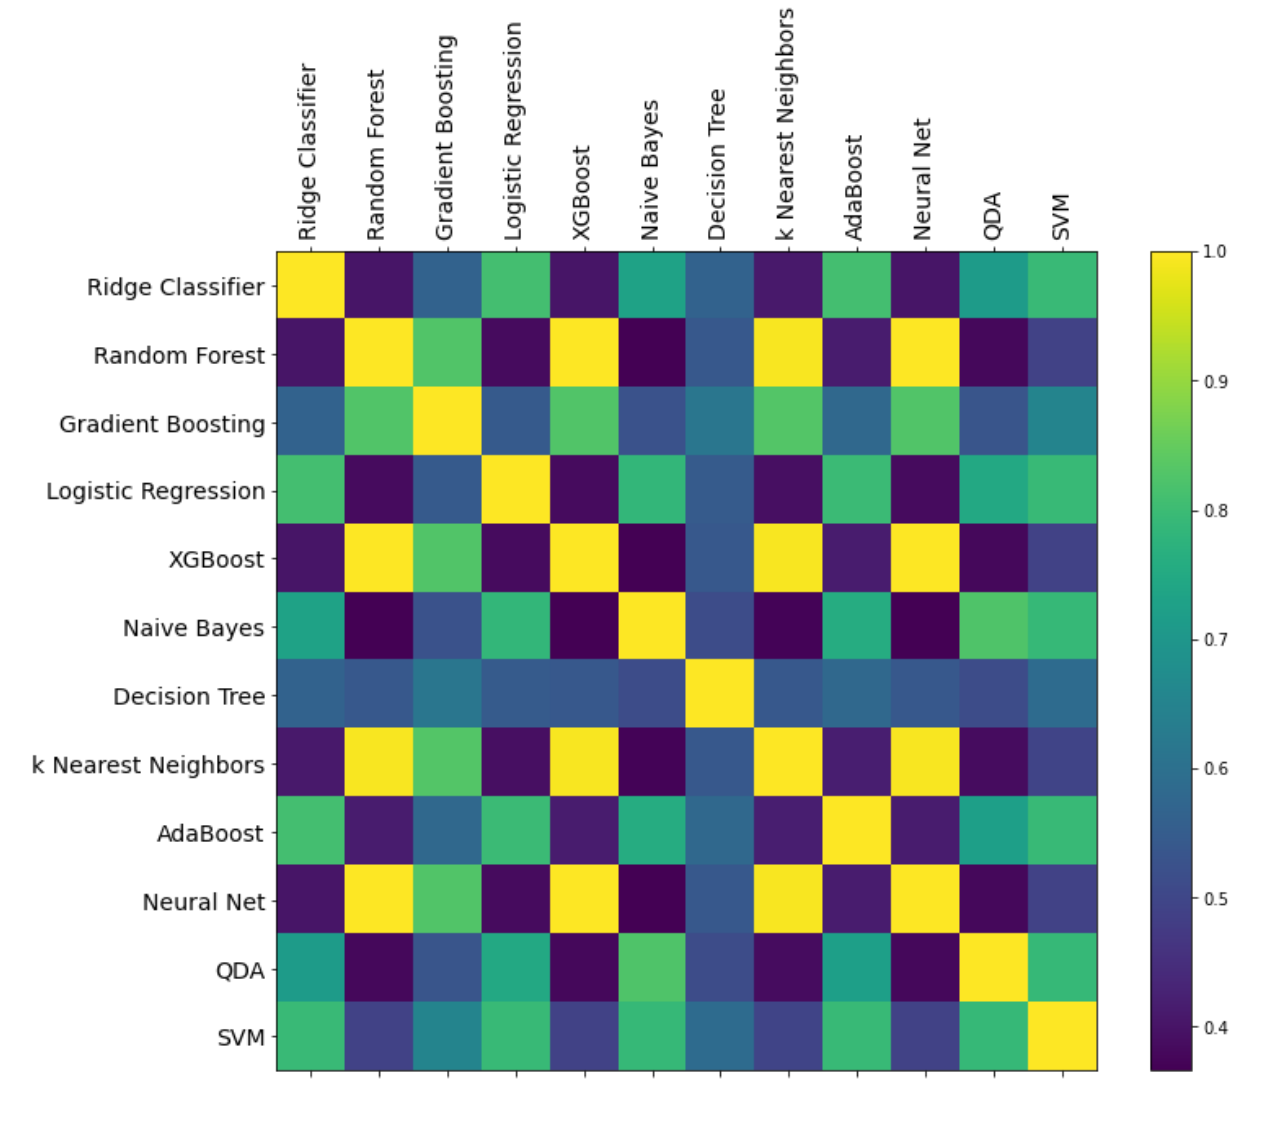 Ridge Classifier
Random Forest
Gradient Boosting
Logistic Regression
XGBoost
Naive Bayes
Decision Tree
k Nearest Neighbors
AdaBoost
Neural Net
QDA
SVM
Ridge Classifier
Random Forest
Gradient Boosting
Logistic Regression
XGBoost
Naive Bayes
Decision Tree
k Nearest Neighbors
AdaBoost
Neural Net
QDA
SVM
1.0
0.9
0.8
0.7
0.6
0.5
0.4